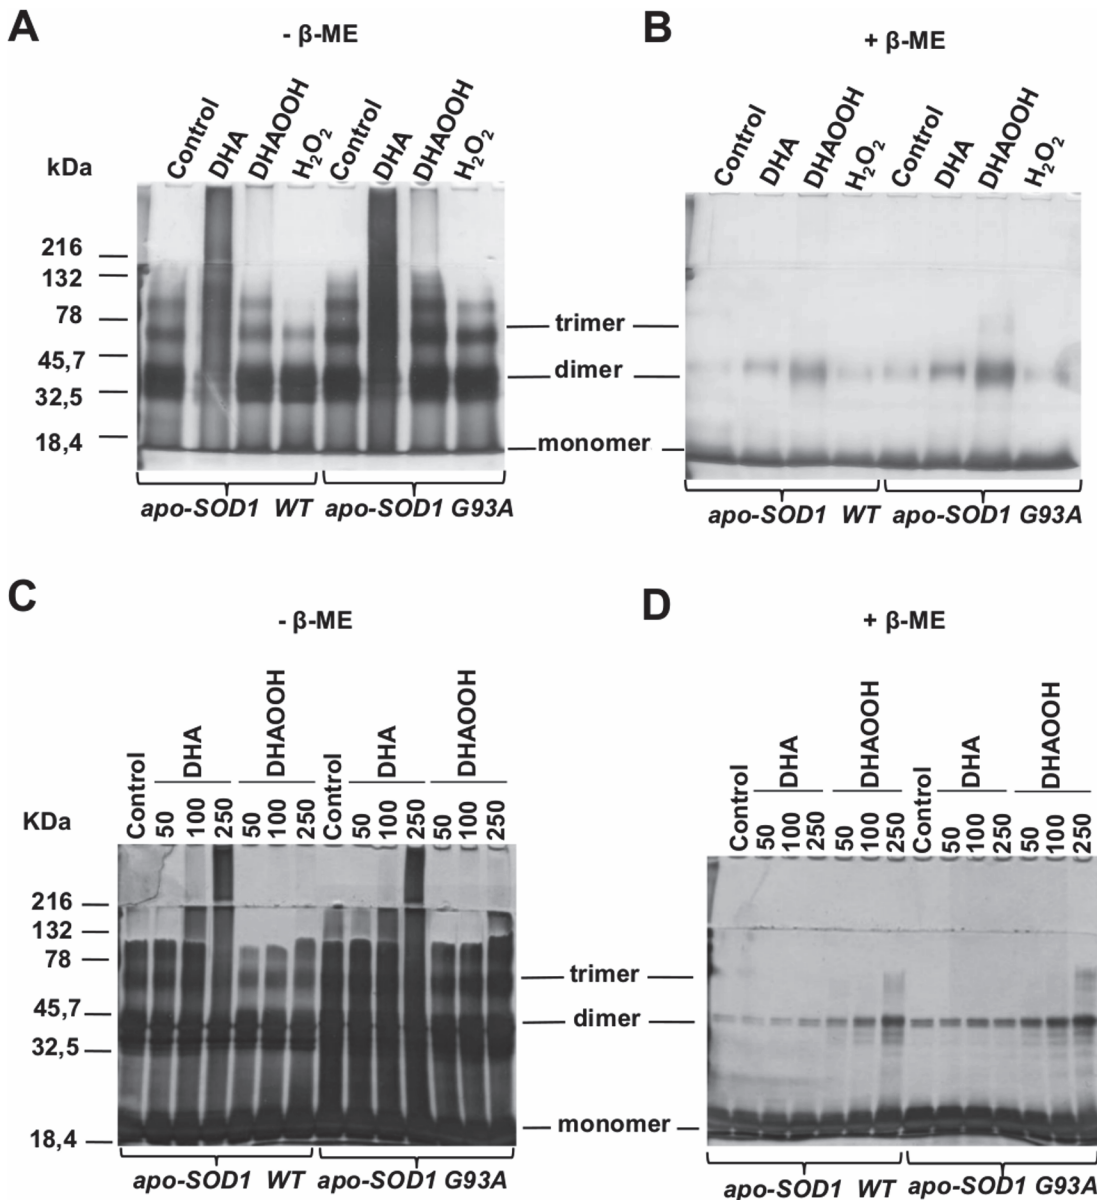 A
- β-ME
Control
DHA
DHAOOH
H₂O₂
Control
DHA
DHAOOH
H₂O₂
kDa
216
132
78
45,7
32,5
18,4
apo-SOD1 WT
apo-SOD1 G93A
trimer
dimer
monomer
B
+ β-ME
Control
DHA
DHAOOH
H₂O₂
Control
DHA
DHAOOH
H₂O₂
apo-SOD1 WT
apo-SOD1 G93A
C
- β-ME
DHA
DHAOOH
DHA
DHAOOH
Control
50
100
250
50
100
250
Control
50
100
250
50
100
250
KDa
216
132
78
45,7
32,5
18,4
apo-SOD1 WT
apo-SOD1 G93A
trimer
dimer
monomer
D
+ β-ME
DHA
DHAOOH
DHA
DHAOOH
Control
50
100
250
50
100
250
Control
50
100
250
50
100
250
apo-SOD1 WT
apo-SOD1 G93A